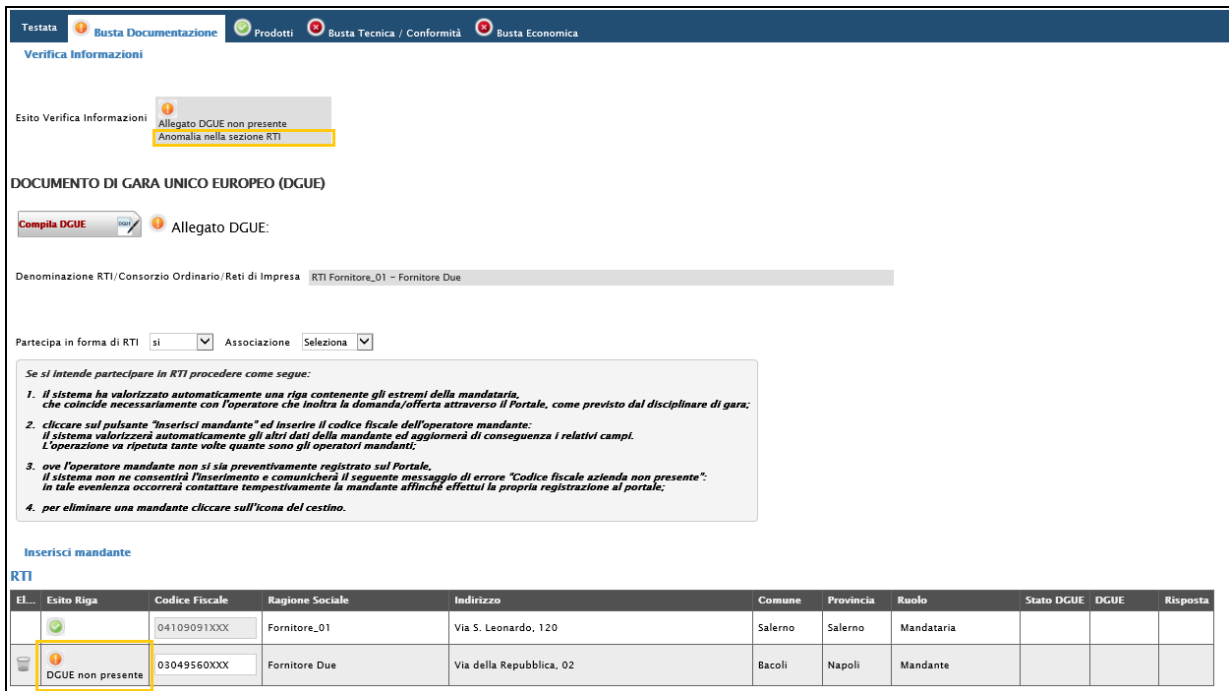 Testata Busta Documentazione Prodotti Busta Tecnica / Conformità Busta Economica
Verifica Informazioni
Esito Verifica Informazioni
Allegato DGUE non presente
Anomalia nella sezione RTI
DOCUMENTO DI GARA UNICO EUROPEO (DGUE)
Compila DGUE DGUE Allegato DGUE:
Denominazione RTI/Consorzio Ordinario/Reti di Impresa RTI Fornitore_01 - Fornitore Due
Partecipa in forma di RTI si Associazione Seleziona
Se si intende partecipare in RTI procedere come segue:
1. il sistema ha valorizzato automaticamente una riga contenente gli estremi della mandataria,
che coincide necessariamente con l'operatore che inoltra la domanda/offerta attraverso il Portale, come previsto dal disciplinare di gara;
2. cliccare sul pulsante "Inserisci mandante" ed inserire il codice fiscale dell'operatore mandante:
il sistema valorizzerà automaticamente gli altri dati della mandante ed aggiornerà di conseguenza i relativi campi.
L'operazione va ripetuta tante volte quante sono gli operatori mandanti;
3. ove l'operatore mandante non si sia preventivamente registrato sul Portale,
il sistema non ne consentirà l'inserimento e comunicherà il seguente messaggio di errore "Codice fiscale azienda non presente":
in tale evenienza occorrerà contattare tempestivamente la mandante affinché effettui la propria registrazione al portale;
4. per eliminare una mandante cliccare sull'icona del cestino.
Inserisci mandante
RTI
El... Esito Riga Codice Fiscale Ragione Sociale Indirizzo Comune Provincia Ruolo Stato DGUE DGUE Risposta
04109091XXX Fornitore_01 Via S. Leonardo, 120 Salerno Salerno Mandataria
DGUE non presente 03049560XXX Fornitore Due Via della Repubblica, 02 Bacoli Napoli Mandante